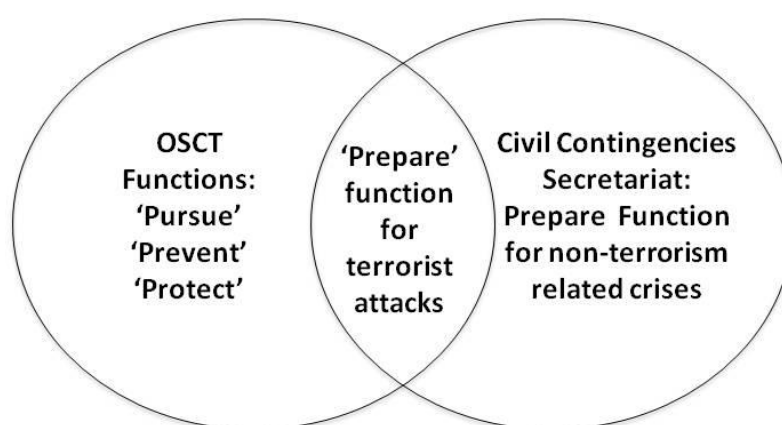 OSCT
Functions:
‘Pursue’
‘Prevent’
‘Protect’
‘Prepare’
function
for
terrorist
attacks
Civil Contingencies
Secretariat:
Prepare Function
for non-terrorism
related crises